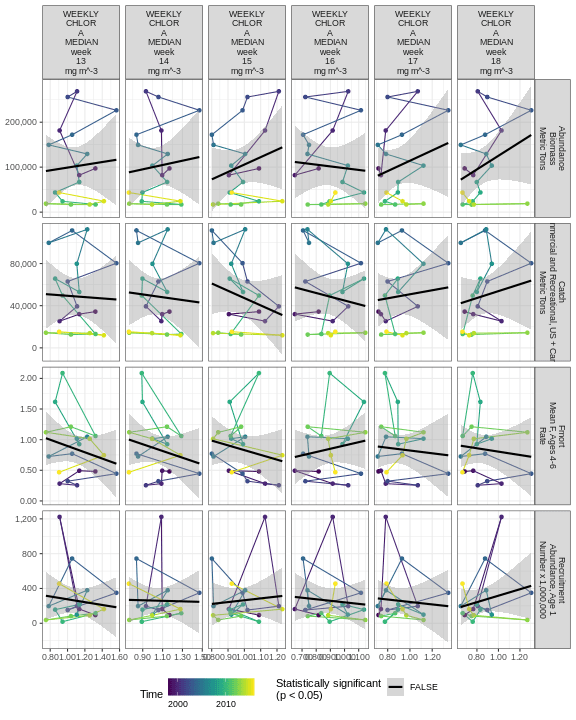 WEEKLY
CHLOR
A
MEDIAN
week
13
mg m^-3
WEEKLY
CHLOR
A
MEDIAN
week
14
mg m^-3
WEEKLY
CHLOR
A
MEDIAN
week
15
mg m^-3
WEEKLY
CHLOR
A
MEDIAN
week
16
mg m^-3
WEEKLY
CHLOR
A
MEDIAN
week
17
mg m^-3
WEEKLY
CHLOR
A
MEDIAN
week
18
mg m^-3
200,000
100,000
0
Abundance
Biomass
Metric Tons
80,000
40,000
0
Catch
mmercial and Recreational, US + Can
Metric Tons
2.00
1.50
1.00
0.50
0.00
Fmort
Mean F, Ages 4-6
Rate
1,200
800
400
0
Recruitment
Abundance, Age 1
Number x 1,000,000
0.80 1.00 1.20 1.40 1.60
0.90 1.10 1.30 1.50
0.80 0.90 1.00 1.10 1.20
0.70 0.80 0.90 1.00 1.10
0.80 1.00 1.20
0.80 1.00 1.20
Time
2000 2010
Statistically significant
(p < 0.05)
FALSE